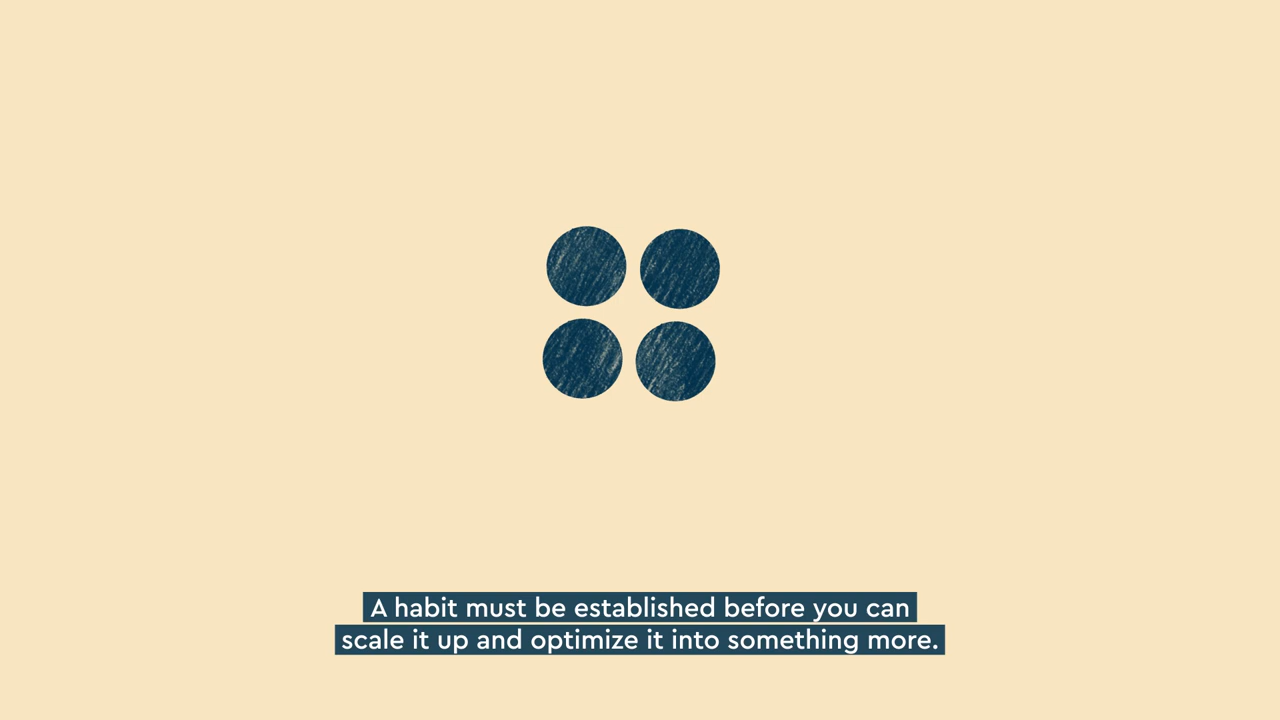 A habit must be established before you can
scale it up and optimize it into something more.